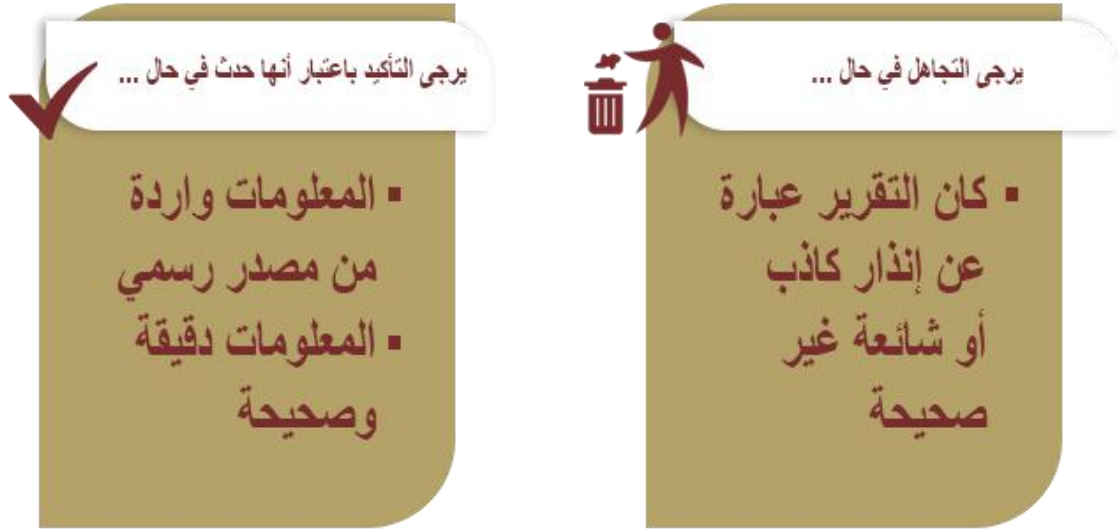 يرجى التجاهل في حال ...
▪ كان التقرير عبارة
عن إنذار كاذب
أو شائعة غير
صحيحة
يرجى التأكيد باعتبار أنها حدث في حال ...
▪ المعلومات واردة
من مصدر رسمي
▪ المعلومات دقيقة
وصحيحة